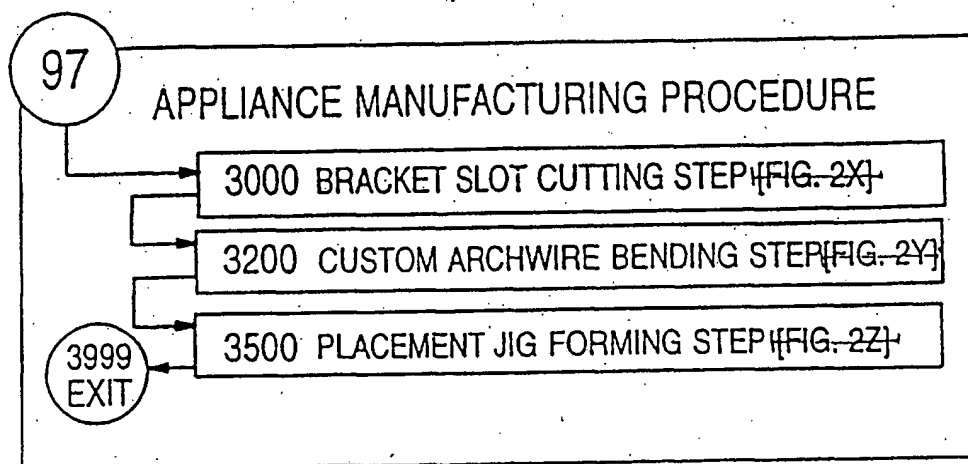 97
APPLIANCE MANUFACTURING PROCEDURE
3000 BRACKET SLOT CUTTING STEP [FIG. 2X]
3200 CUSTOM ARCHWIRE BENDING STEP [FIG. 2Y]
3500 PLACEMENT JIG FORMING STEP [FIG. 2Z]
3999
EXIT